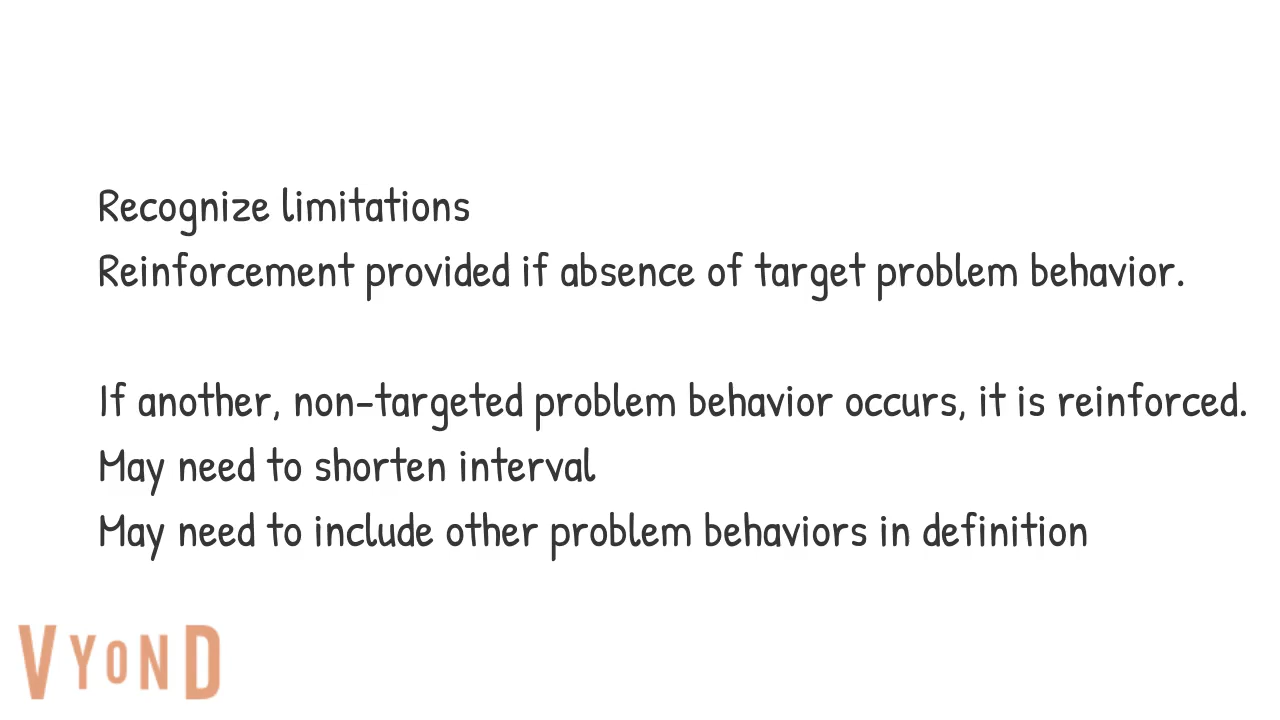 Recognize limitations
Reinforcement provided if absence of target problem behavior.
If another, non-targeted problem behavior occurs, it is reinforced.
May need to shorten interval
May need to include other problem behaviors in definition
VYOND